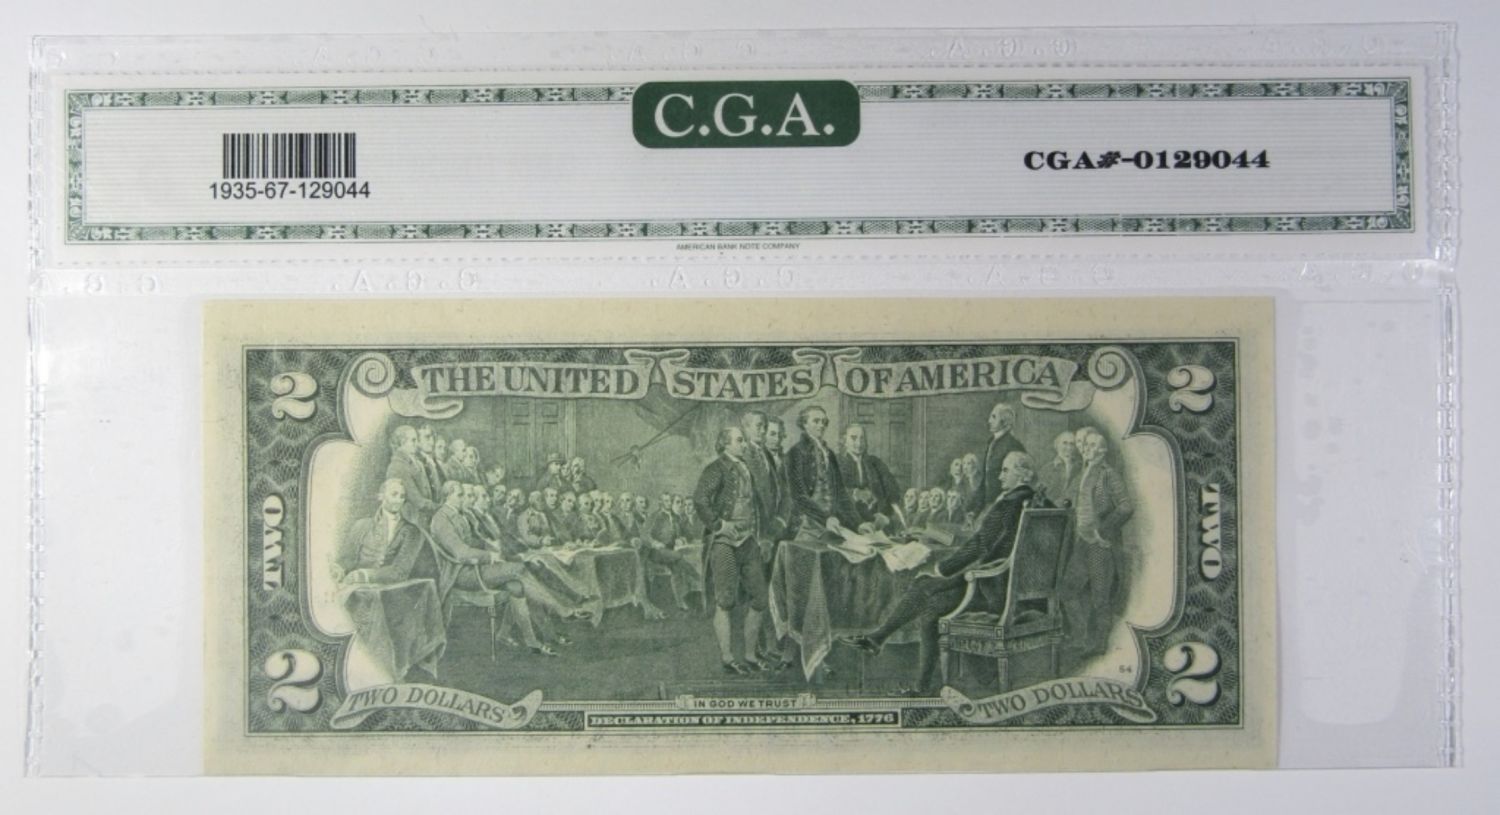 C.G.A.
1935-67-129044
CGA#-0129044
AMERICAN BANK NOTE COMPANY
THE UNITED STATES OF AMERICA
2
2
TWO
TWO
64
2
2
TWO DOLLARS
IN GOD WE TRUST
TWO DOLLARS
DECLARATION OF INDEPENDENCE, 1776